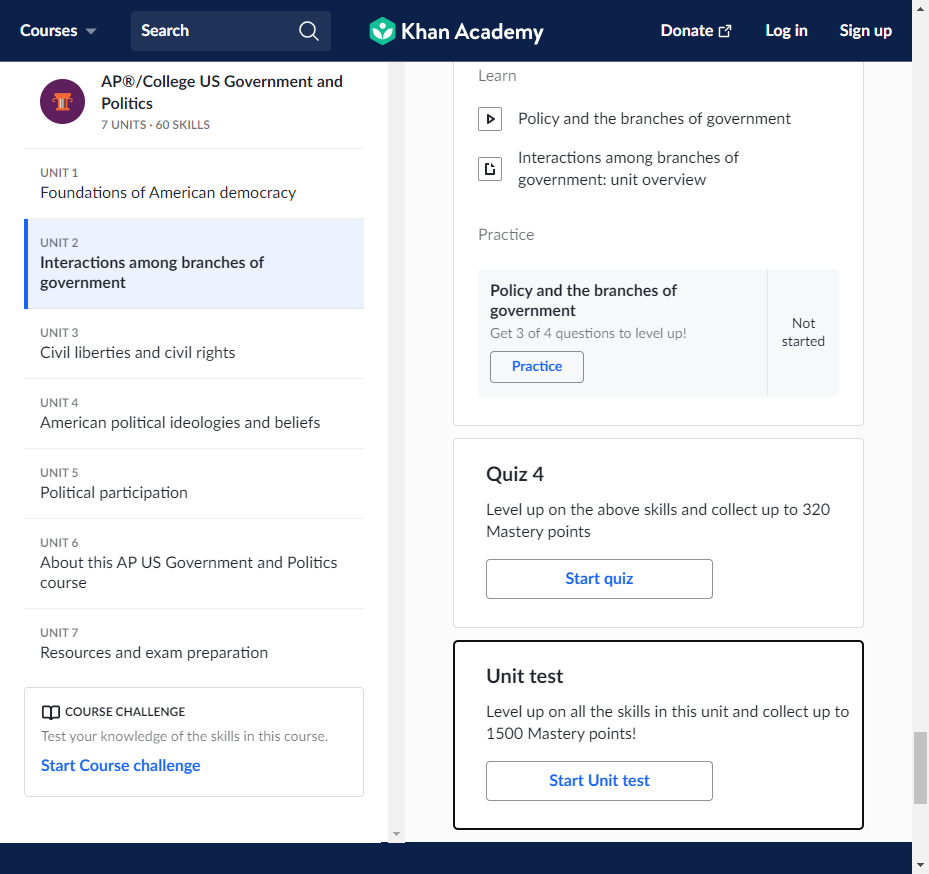 Courses
Search
Khan Academy
Donate
Log in
Sign up
AP®/College US Government and
Politics
7 UNITS · 60 SKILLS
UNIT 1
Foundations of American democracy
UNIT 2
Interactions among branches of
government
UNIT 3
Civil liberties and civil rights
UNIT 4
American political ideologies and beliefs
UNIT 5
Political participation
UNIT 6
About this AP US Government and Politics
course
UNIT 7
Resources and exam preparation
COURSE CHALLENGE
Test your knowledge of the skills in this course.
Start Course challenge
Learn
Policy and the branches of government
Interactions among branches of
government: unit overview
Practice
Policy and the branches of
government
Get 3 of 4 questions to level up!
Practice
Not
started
Quiz 4
Level up on the above skills and collect up to 320
Mastery points
Start quiz
Unit test
Level up on all the skills in this unit and collect up to
1500 Mastery points!
Start Unit test